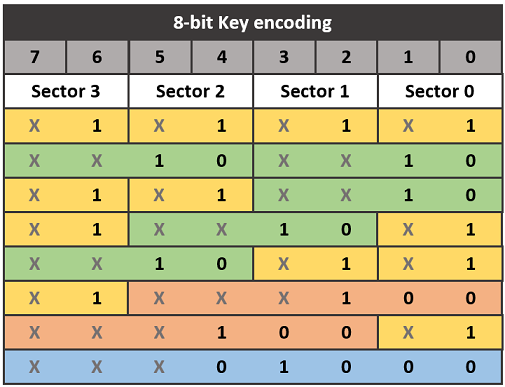 8-bit Key encoding
7 6 5 4 3 2 1 0
Sector 3 Sector 2 Sector 1 Sector 0
X 1 X 1 X 1 X 1
X X 1 0 X X 1 0
X 1 X 1 X X 1 0
X 1 X X 1 0 X 1
X X 1 0 X 1 X 1
X 1 X X X 1 0 0
X X X 1 0 0 X 1
X X X 0 1 0 0 0